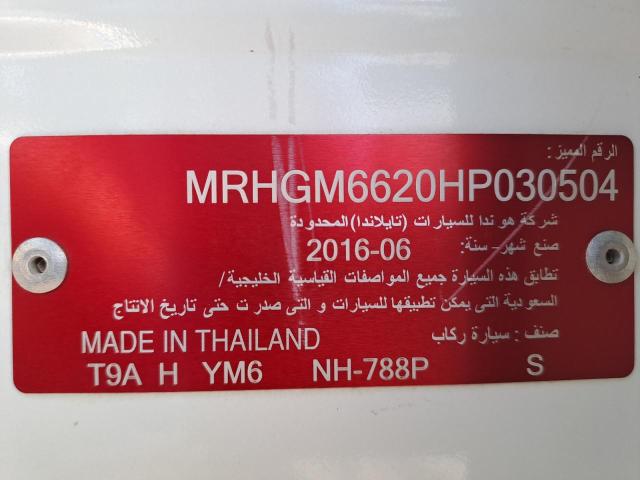 الرقم المميز :
MRHGM6620HP030504
شركة هوندا للسيارات (تايلاندا) المحدودة
صنع شهر- سنة: 2016-06
تطابق هذه السيارة جميع المواصفات القياسية الخليجية /
السعودية التى يمكن تطبيقها للسيارات و التى صدرت حتى تاريخ الانتاج
صنف : سيارة ركاب
MADE IN THAILAND
T9A H YM6 NH-788P S